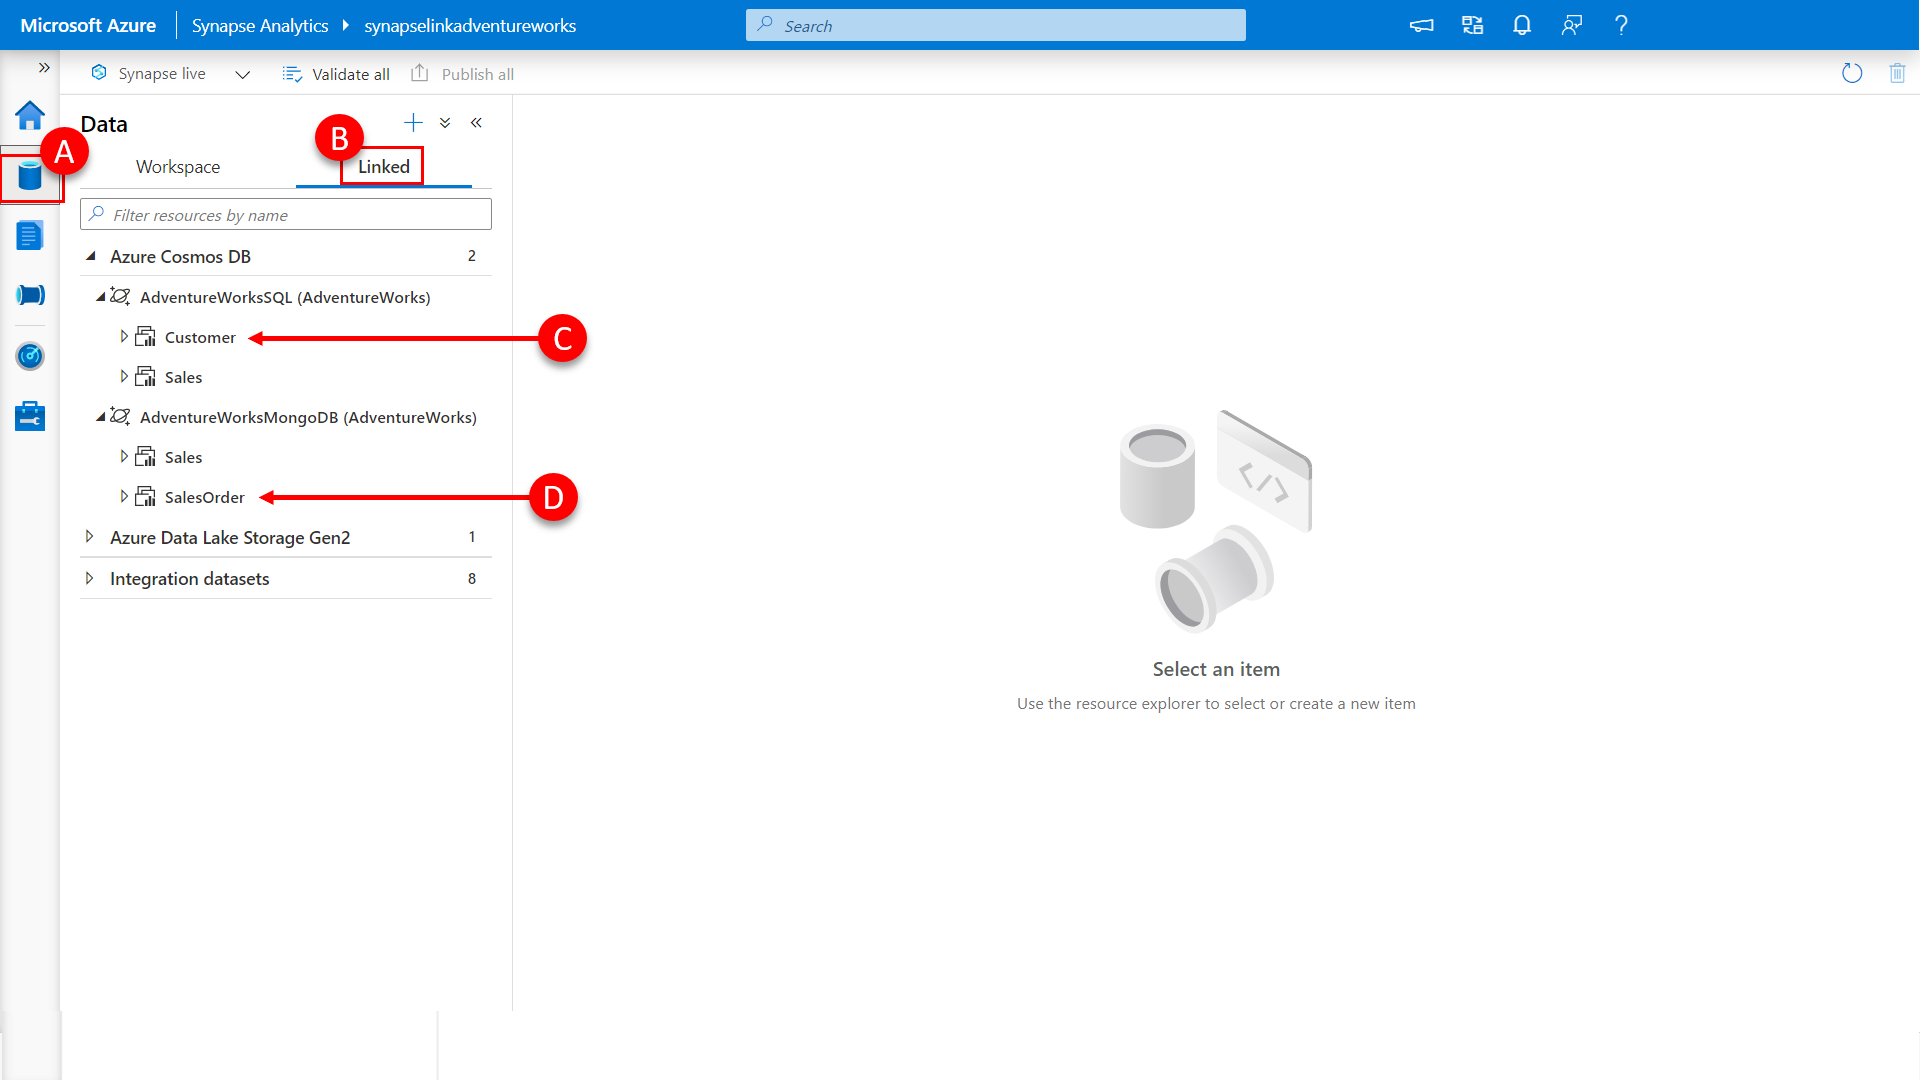 Microsoft Azure
Synapse Analytics
synapselinkadventureworks
Search
?
Synapse live
Validate all
Publish all
Data
Workspace
Linked
A
B
Filter resources by name
Azure Cosmos DB 2
AdventureWorksSQL (AdventureWorks)
Customer
C
Sales
AdventureWorksMongoDB (AdventureWorks)
Sales
SalesOrder
D
Azure Data Lake Storage Gen2 1
Integration datasets 8
</>
Select an item
Use the resource explorer to select or create a new item